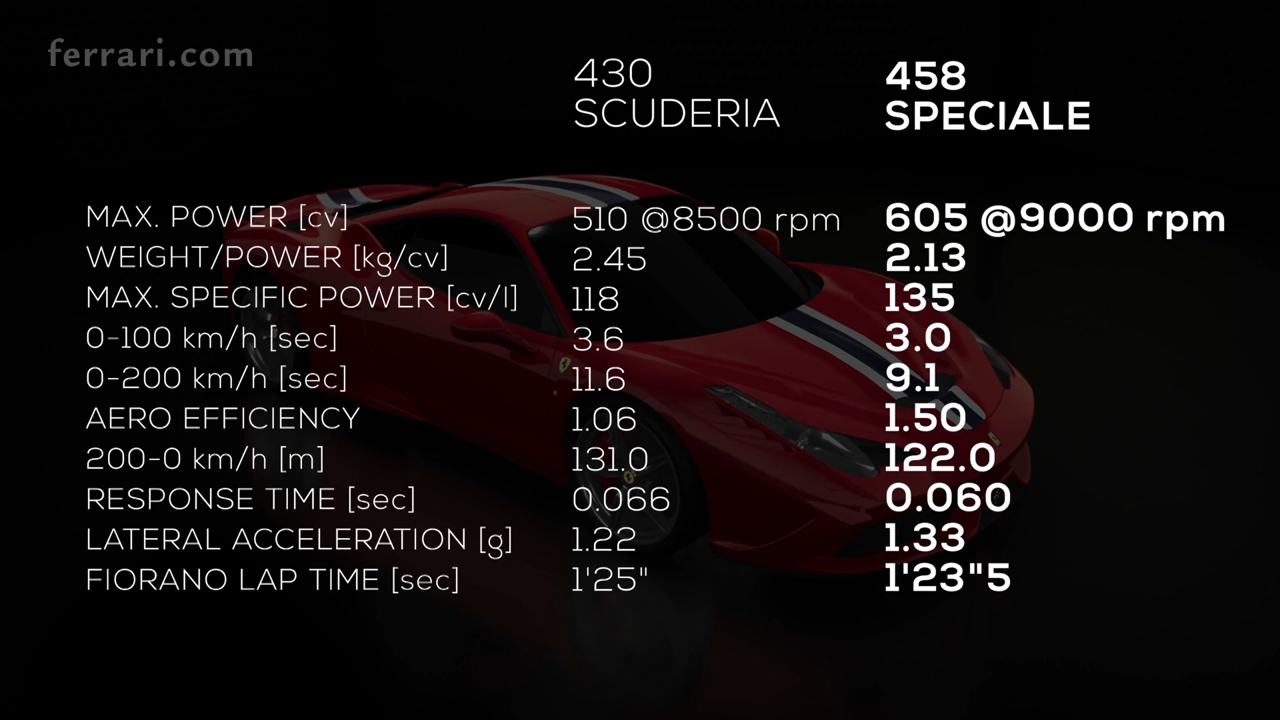 ferrari.com
430 SCUDERIA
458 SPECIALE
MAX. POWER [cv] 510 @8500 rpm 605 @9000 rpm
WEIGHT/POWER [kg/cv] 2.45 2.13
MAX. SPECIFIC POWER [cv/l] 118 135
0-100 km/h [sec] 3.6 3.0
0-200 km/h [sec] 11.6 9.1
AERO EFFICIENCY 1.06 1.50
200-0 km/h [m] 131.0 122.0
RESPONSE TIME [sec] 0.066 0.060
LATERAL ACCELERATION [g] 1.22 1.33
FIORANO LAP TIME [sec] 1'25" 1'23"5